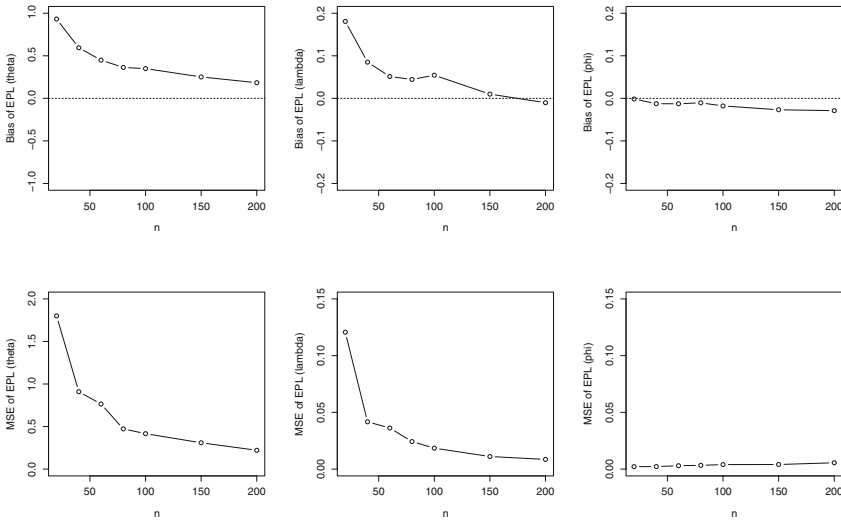 Bias of EPL (theta)
1.0
0.5
0.0
−0.5
−1.0
50 100 150 200
n
Bias of EPL (lambda)
0.2
0.1
0.0
−0.1
−0.2
50 100 150 200
n
Bias of EPL (phi)
0.2
0.1
0.0
−0.1
−0.2
50 100 150 200
n
MSE of EPL (theta)
2.0
1.5
1.0
0.5
0.0
50 100 150 200
n
MSE of EPL (lambda)
0.15
0.10
0.05
0.00
50 100 150 200
n
MSE of EPL (phi)
0.15
0.10
0.05
0.00
50 100 150 200
n